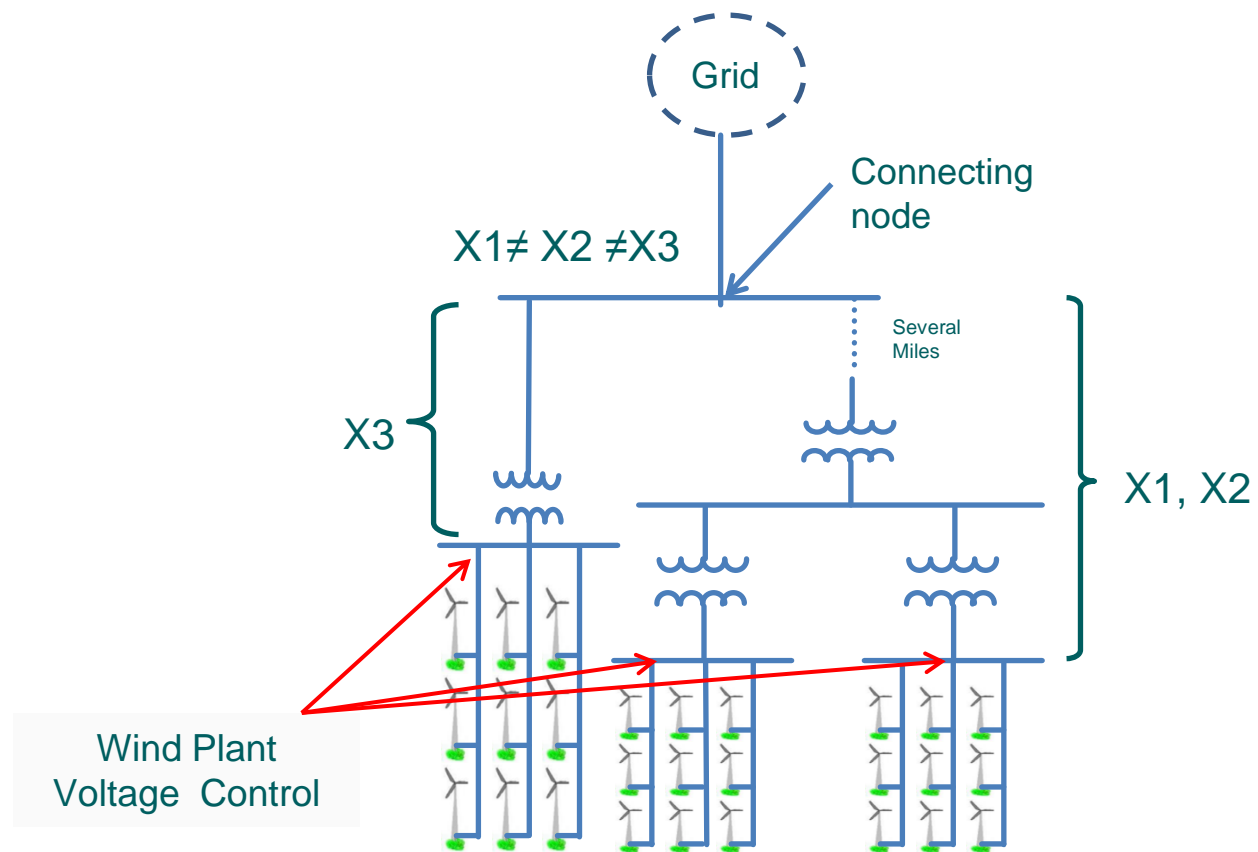 Grid
Connecting
node
X1≠ X2 ≠X3
Several
Miles
X3
X1, X2
Wind Plant
Voltage  Control